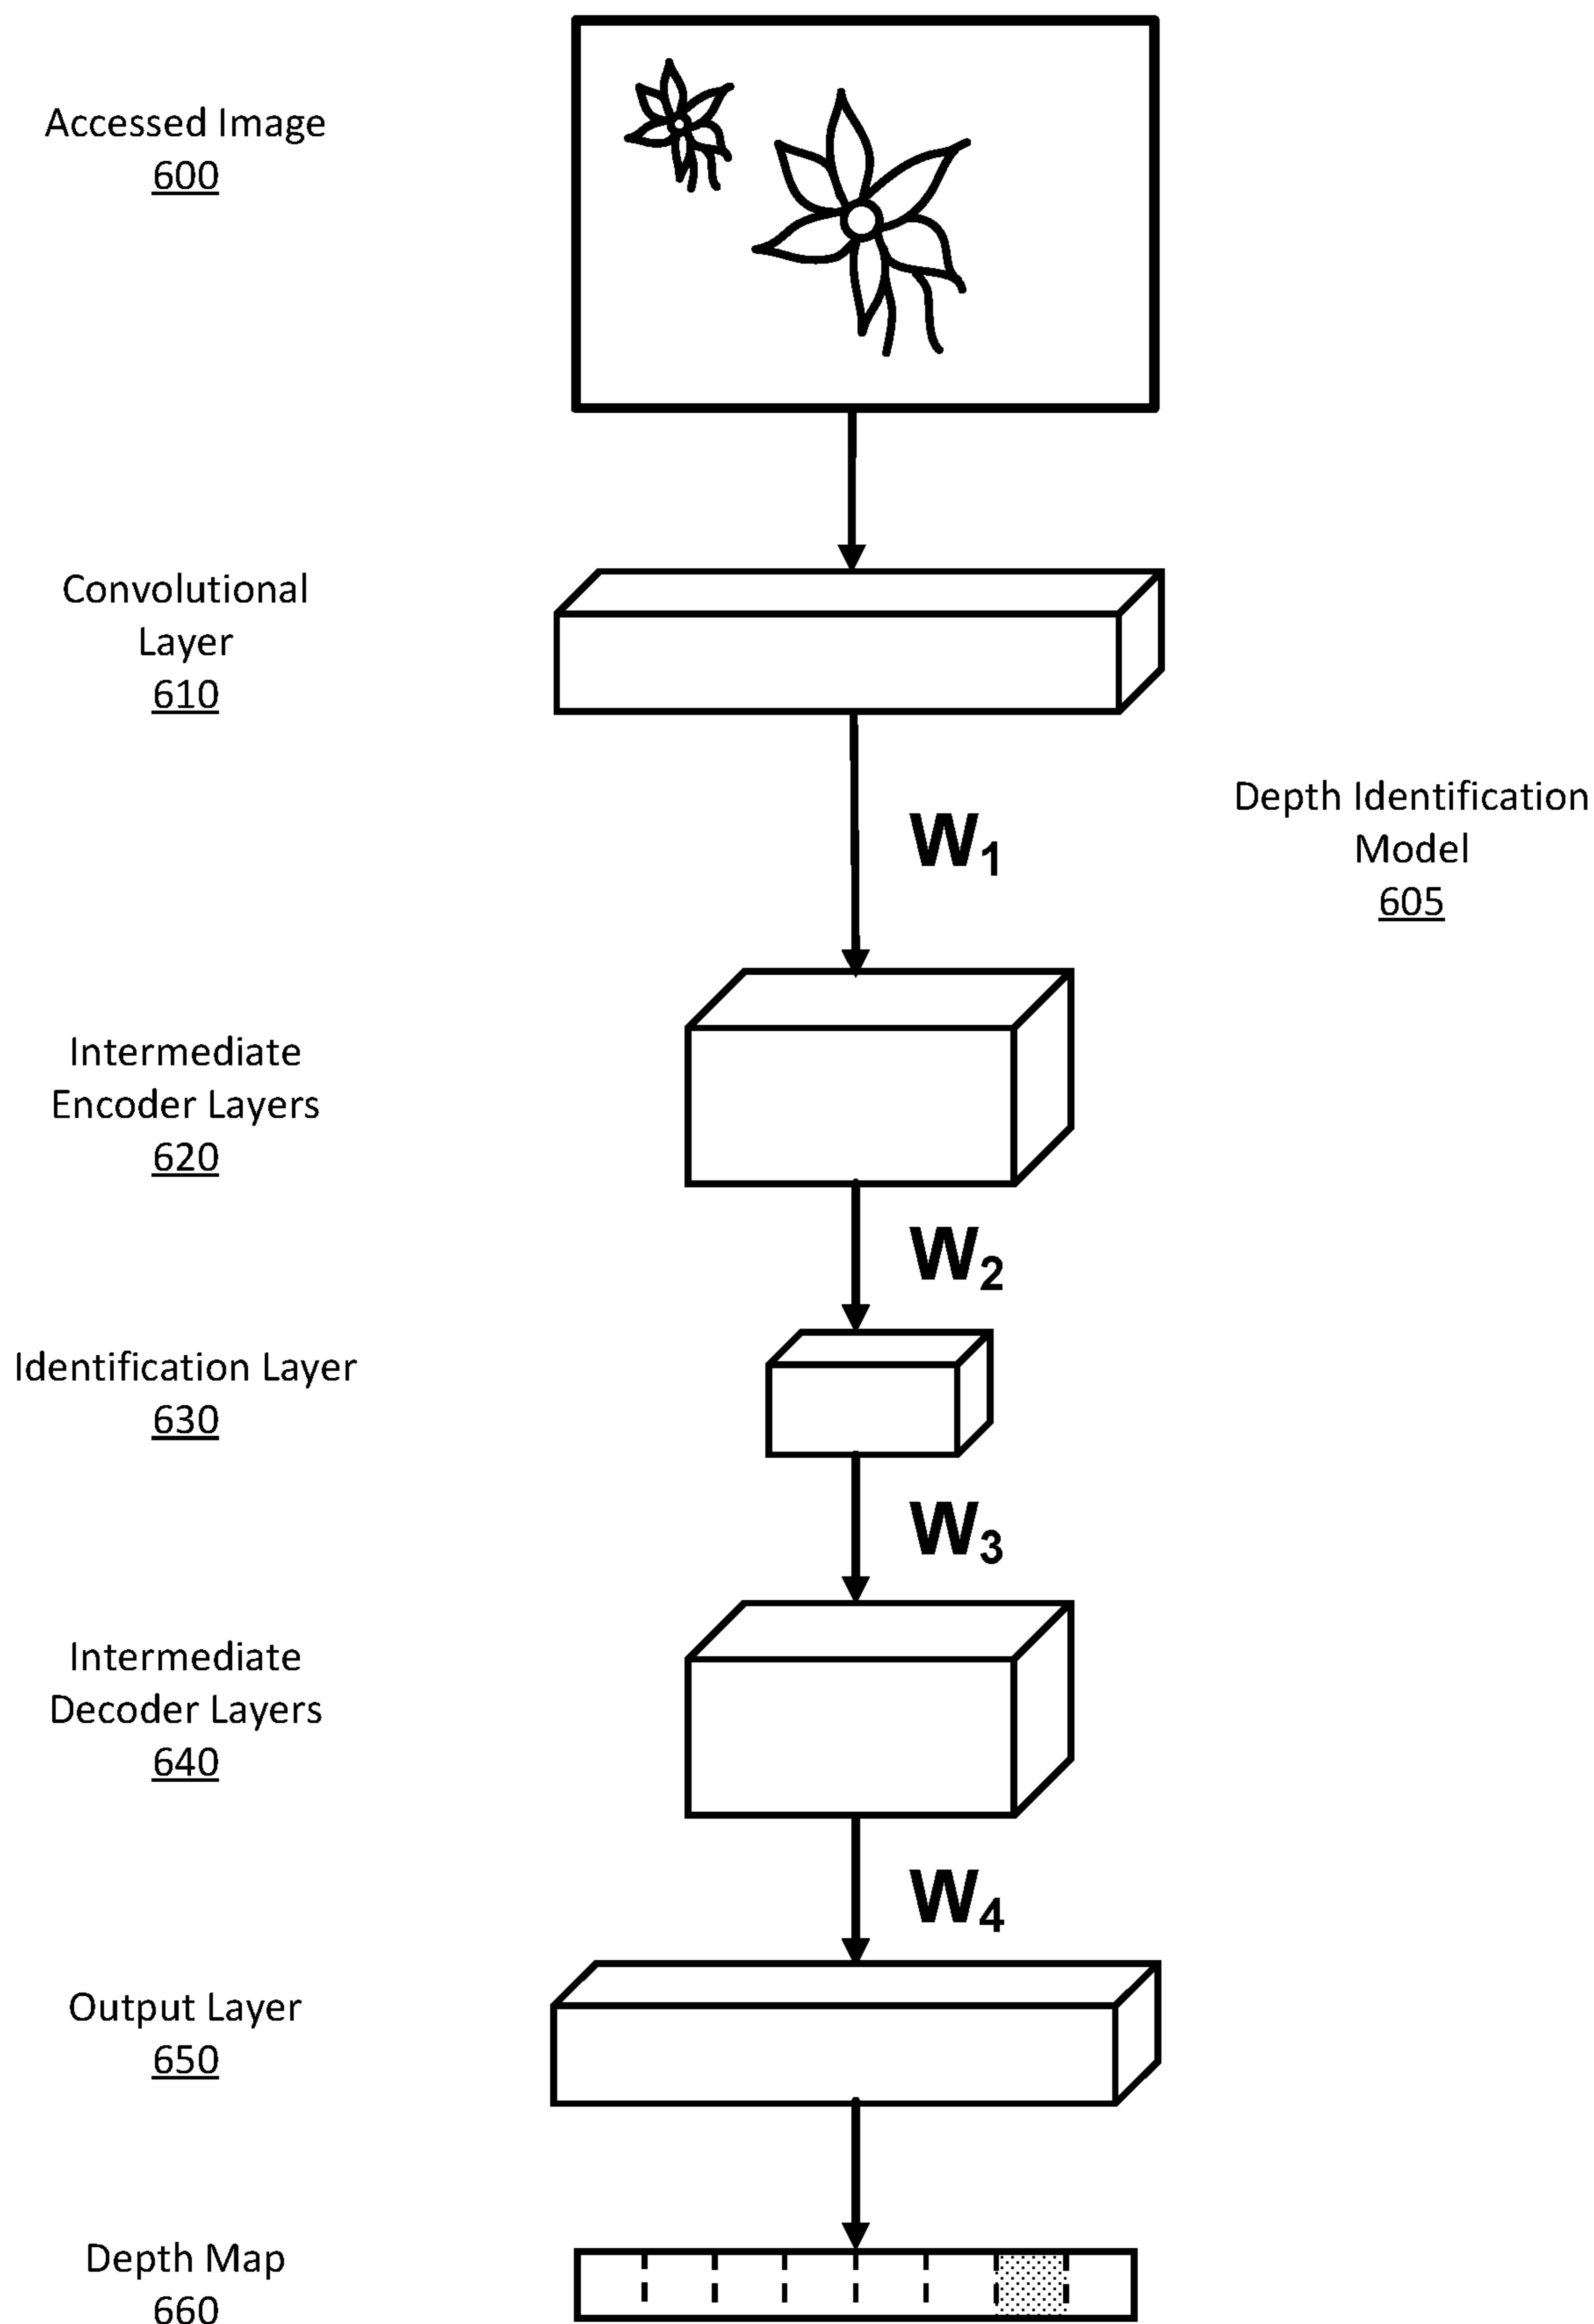 Accessed Image
600
Convolutional
Layer
610
W1
Depth Identification
Model
605
Intermediate
Encoder Layers
620
W2
Identification Layer
630
W3
Intermediate
Decoder Layers
640
W4
Output Layer
650
Depth Map
660